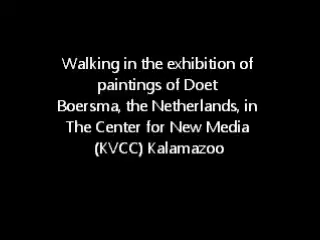 Walking in the exhibition of
paintings of Doet
Boersma, the Netherlands, in
The Center for New Media
(KVCC) Kalamazoo